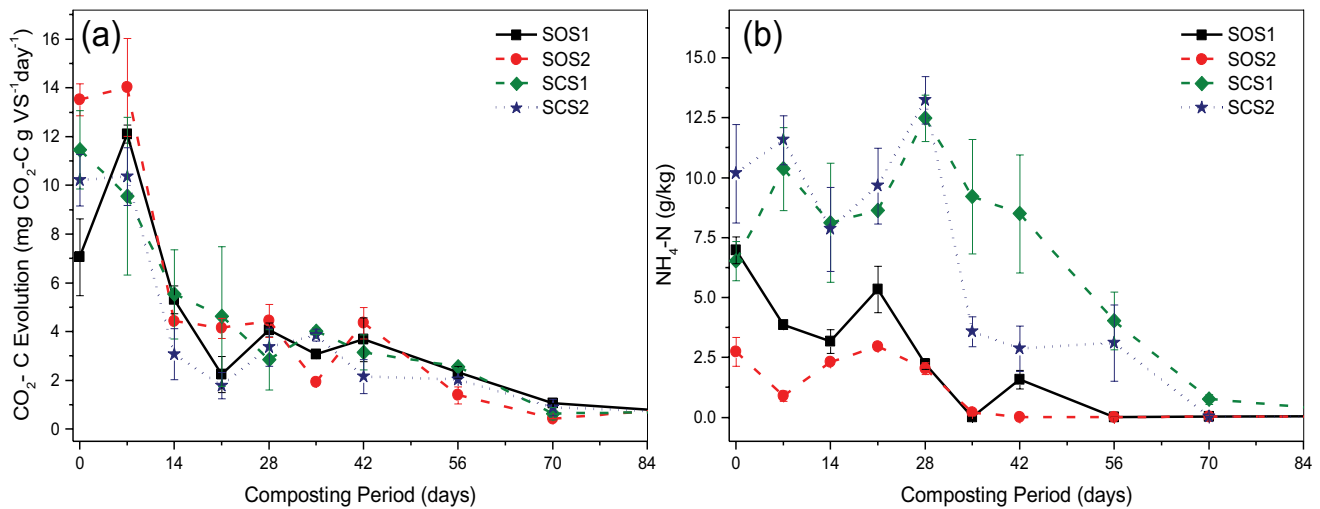 (a)
SOS1
SOS2
SCS1
SCS2
CO₂- C Evolution (mg CO₂-C g VS⁻¹day⁻¹)
16
14
12
10
8
6
4
2
0
0 14 28 42 56 70 84
Composting Period (days)
(b)
SOS1
SOS2
SCS1
SCS2
NH₄-N (g/kg)
15.0
12.5
10.0
7.5
5.0
2.5
0.0
0 14 28 42 56 70 84
Composting Period (days)